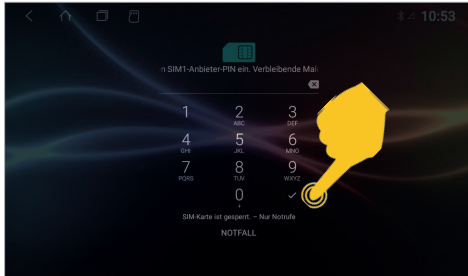 10:53
n SIM1-Anbieter-PIN ein. Verbleibende Mal
1 2 3
ABC DEF
4 5 6
GHI JKL MNO
7 8 9
PQRS TUV WXYZ
0
+
SIM-Karte ist gesperrt. – Nur Notrufe
NOTFALL